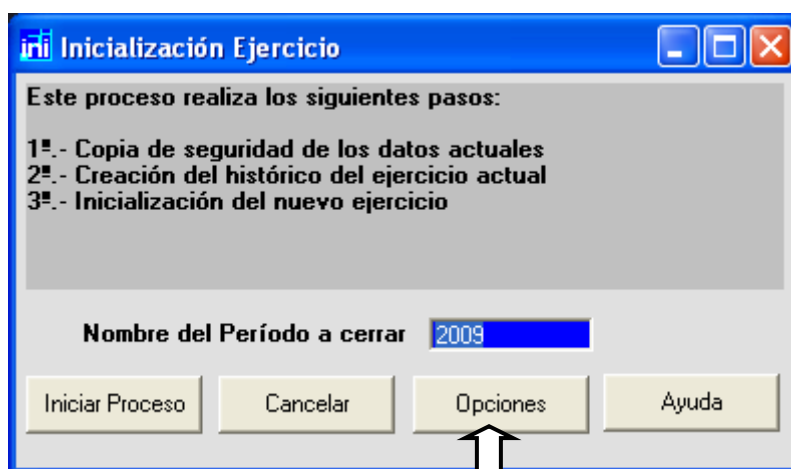 ini Inicialización Ejercicio
Este proceso realiza los siguientes pasos:
1º.- Copia de seguridad de los datos actuales
2º.- Creación del histórico del ejercicio actual
3º.- Inicialización del nuevo ejercicio
Nombre del Período a cerrar 2009
Iniciar Proceso Cancelar Opciones Ayuda